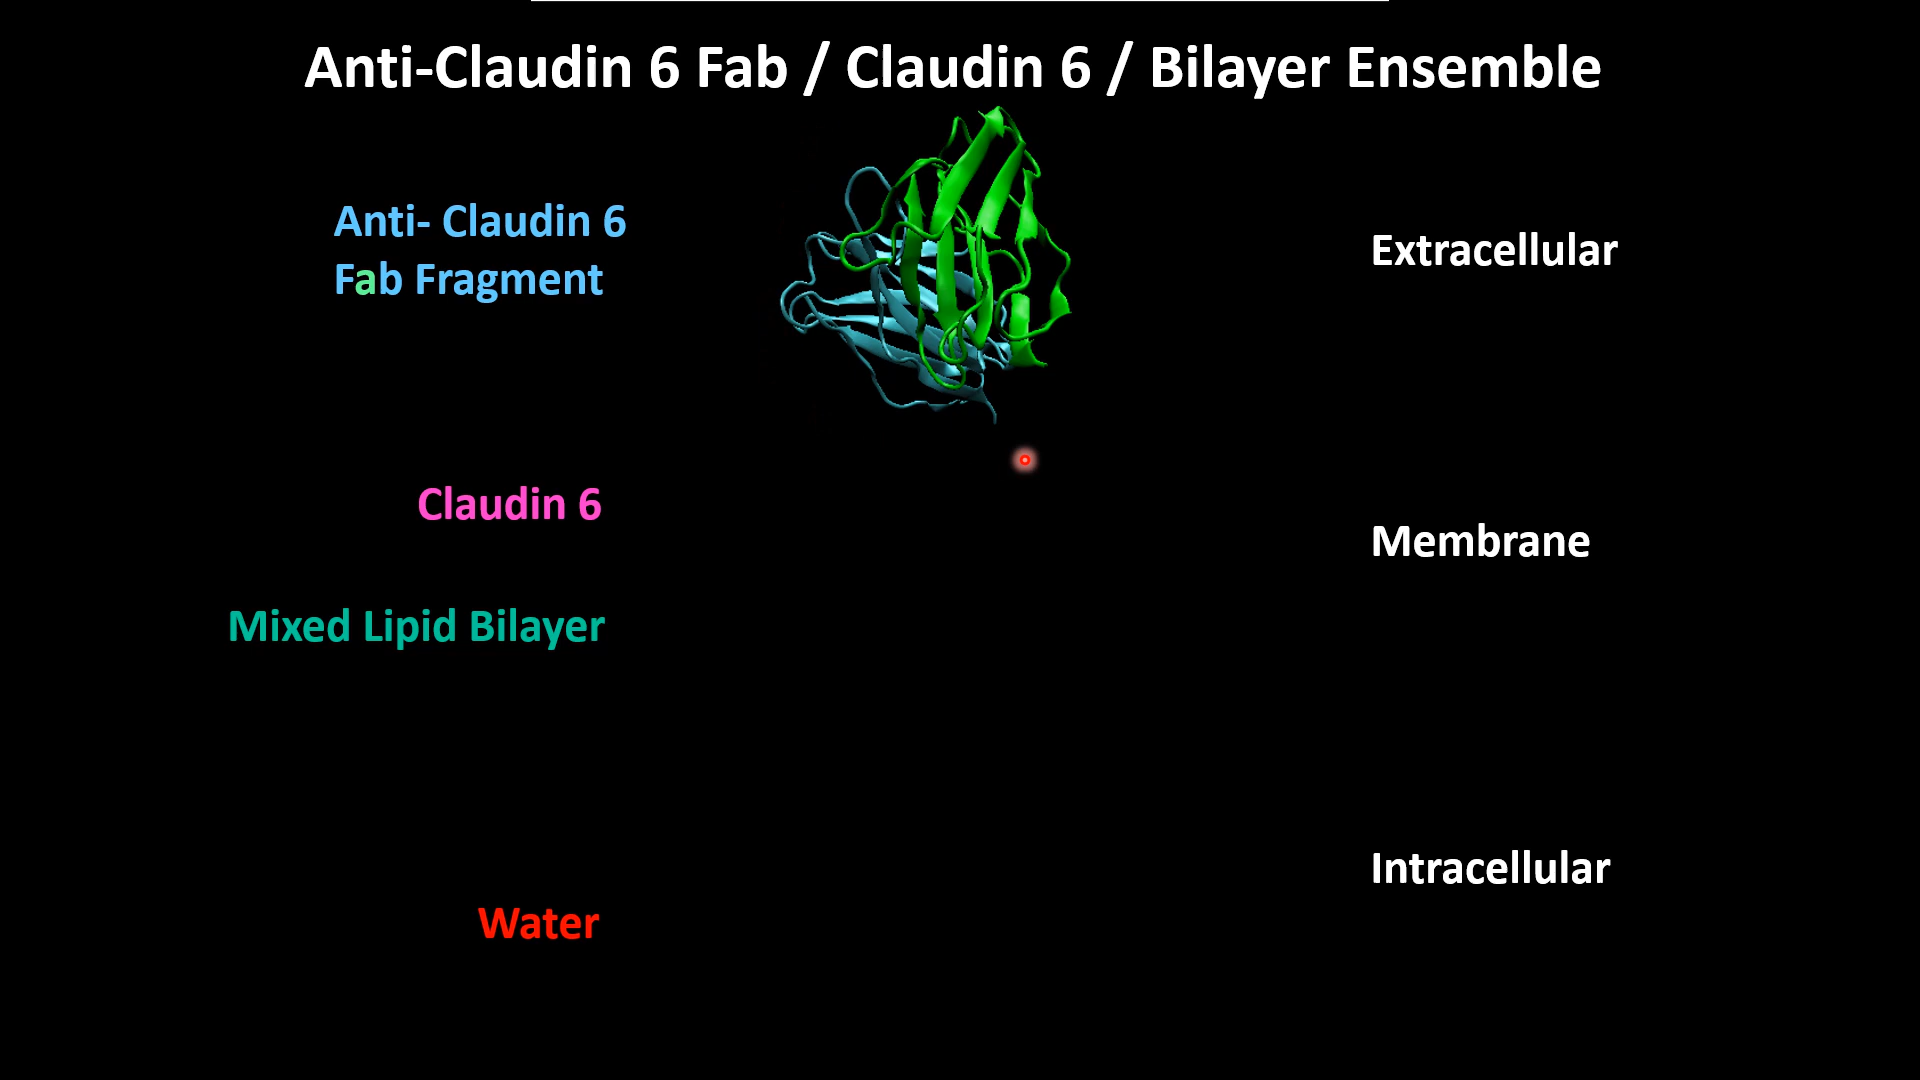 Anti-Claudin 6 Fab / Claudin 6 / Bilayer Ensemble
Anti- Claudin 6
Fab Fragment
Extracellular
Claudin 6
Membrane
Mixed Lipid Bilayer
Intracellular
Water